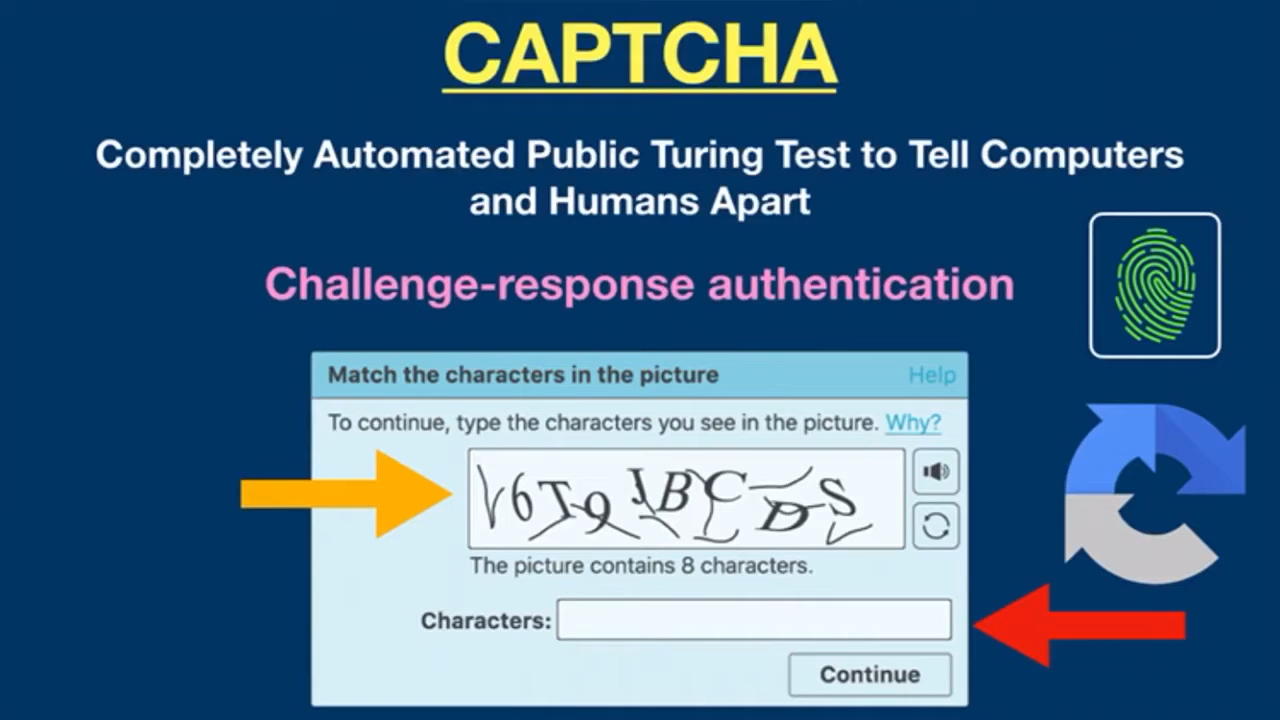 CAPTCHA
Completely Automated Public Turing Test to Tell Computers
and Humans Apart
Challenge-response authentication
Match the characters in the picture
Help
To continue, type the characters you see in the picture. Why?
6T9JBCDS
The picture contains 8 characters.
Characters:
Continue